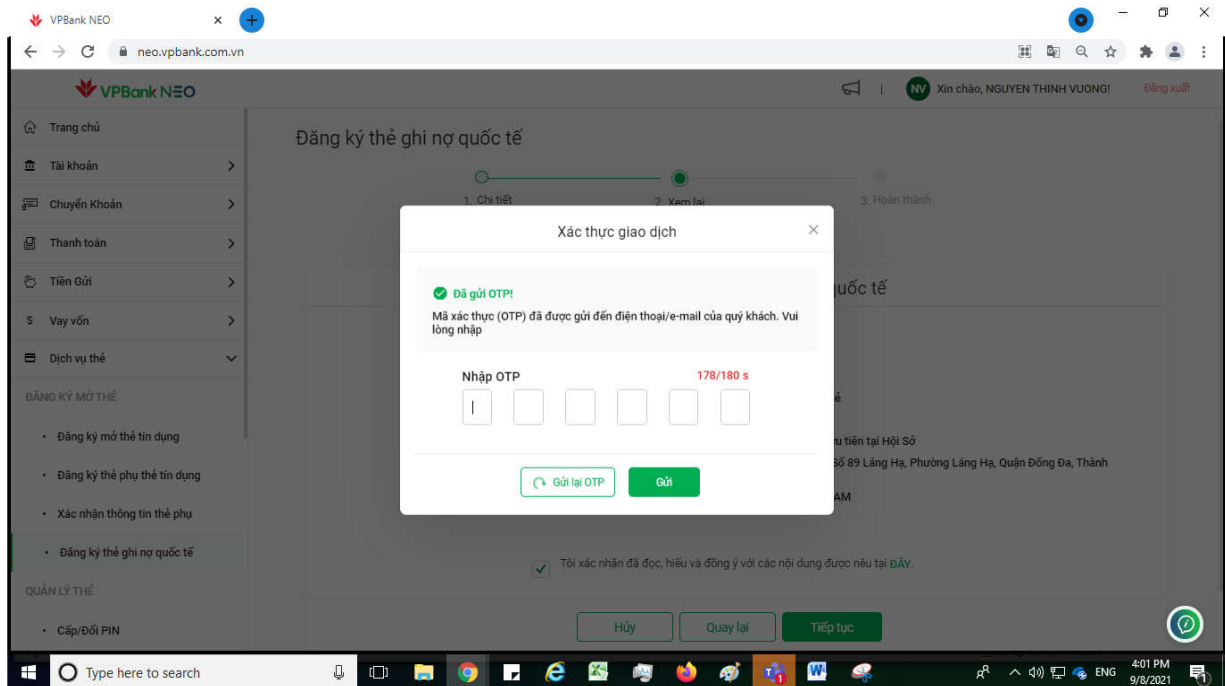 VPBank NEO
neo.vpbank.com.vn
VPBank NEO
NV Xin chào, NGUYEN THINH VUONG! Đăng xuất
Trang chủ
Tài khoản
Chuyển Khoản
Thanh toán
Tiền Gửi
$ Vay vốn
Dịch vụ thẻ
ĐĂNG KÝ MỞ THẺ
• Đăng ký mở thẻ tín dụng
• Đăng ký thẻ phụ thẻ tín dụng
• Xác nhận thông tin thẻ phụ
• Đăng ký thẻ ghi nợ quốc tế
QUẢN LÝ THẺ
• Cấp/Đổi PIN
Đăng ký thẻ ghi nợ quốc tế
1. Chi tiết 2. Xem lại 3. Hoàn thành
Xác thực giao dịch
Đã gửi OTP!
Mã xác thực (OTP) đã được gửi đến điện thoại/e-mail của quý khách. Vui
lòng nhập
Nhập OTP 178/180 s
Gửi lại OTP Gửi
quốc tế
tiên tại Hội Sở
Số 89 Láng Hạ, Phường Láng Hạ, Quận Đống Đa, Thành
AM
Tôi xác nhận đã đọc, hiểu và đồng ý với các nội dung được nêu tại ĐÂY.
Hủy Quay lại Tiếp tục
Type here to search
ENG
4:01 PM
9/8/2021